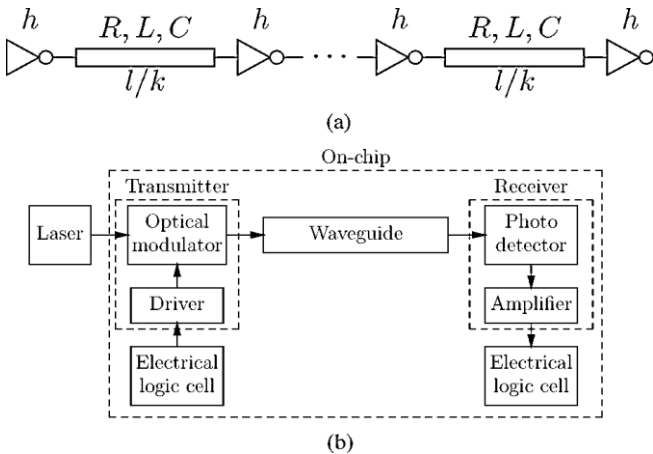 h h h h
R, L, C R, L, C
l/k ... l/k
(a)
On-chip
Transmitter Receiver
Laser Optical modulator Waveguide Photo detector
Driver Amplifier
Electrical logic cell Electrical logic cell
(b)